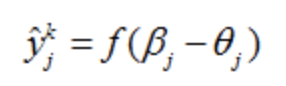 ŷⱼᵏ = f(βⱼ − θⱼ)